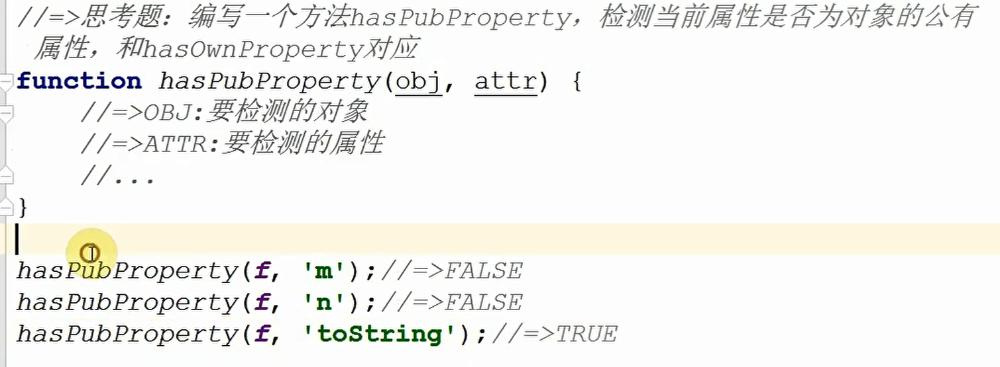 //=>思考题：编写一个方法hasPubProperty，检测当前属性是否为对象的公有
属性，和hasOwnProperty对应
function hasPubProperty(obj, attr) {
    //=>OBJ:要检测的对象
    //=>ATTR:要检测的属性
    //...
}
hasPubProperty(f, 'm');//=>FALSE
hasPubProperty(f, 'n');//=>FALSE
hasPubProperty(f, 'toString');//=>TRUE